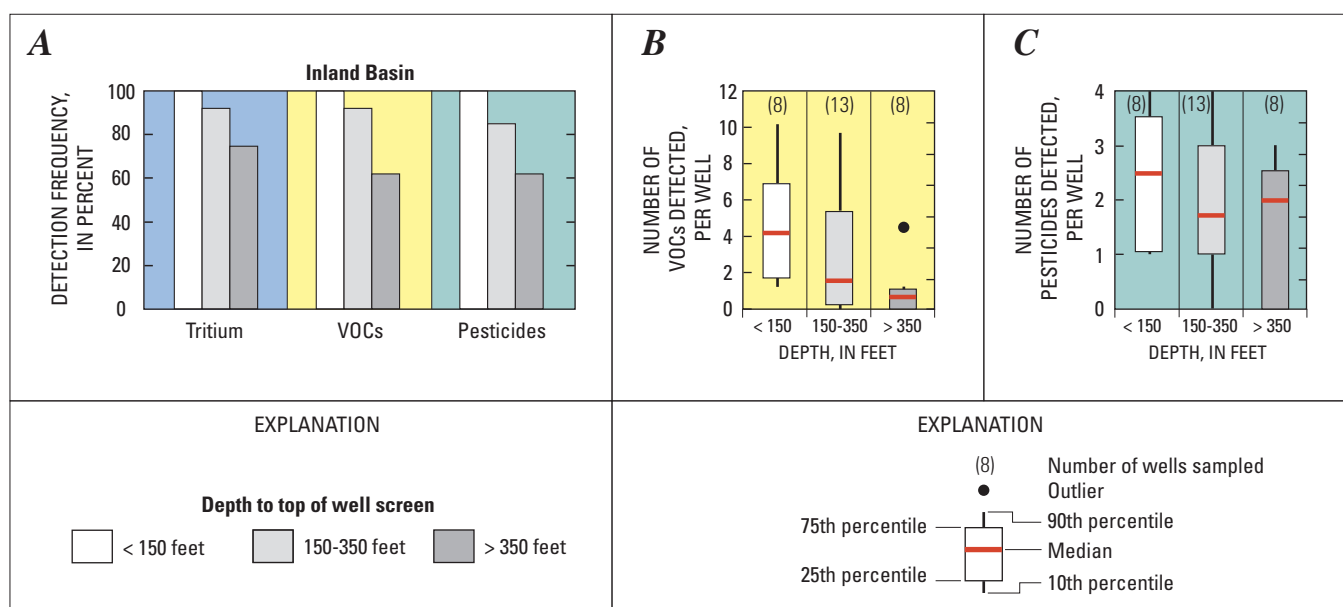 A
Inland Basin
DETECTION FREQUENCY,
IN PERCENT
100
80
60
40
20
0
Tritium
VOCs
Pesticides
B
NUMBER OF
VOCs DETECTED,
PER WELL
12
10
8
6
4
2
0
(8)
(13)
(8)
< 150
150-350
> 350
DEPTH, IN FEET
C
NUMBER OF
PESTICIDES DETECTED,
PER WELL
4
3
2
1
0
(8)
(13)
(8)
< 150
150-350
> 350
DEPTH, IN FEET
EXPLANATION
Depth to top of well screen
< 150 feet
150-350 feet
> 350 feet
EXPLANATION
(8) Number of wells sampled
Outlier
75th percentile
90th percentile
Median
25th percentile
10th percentile